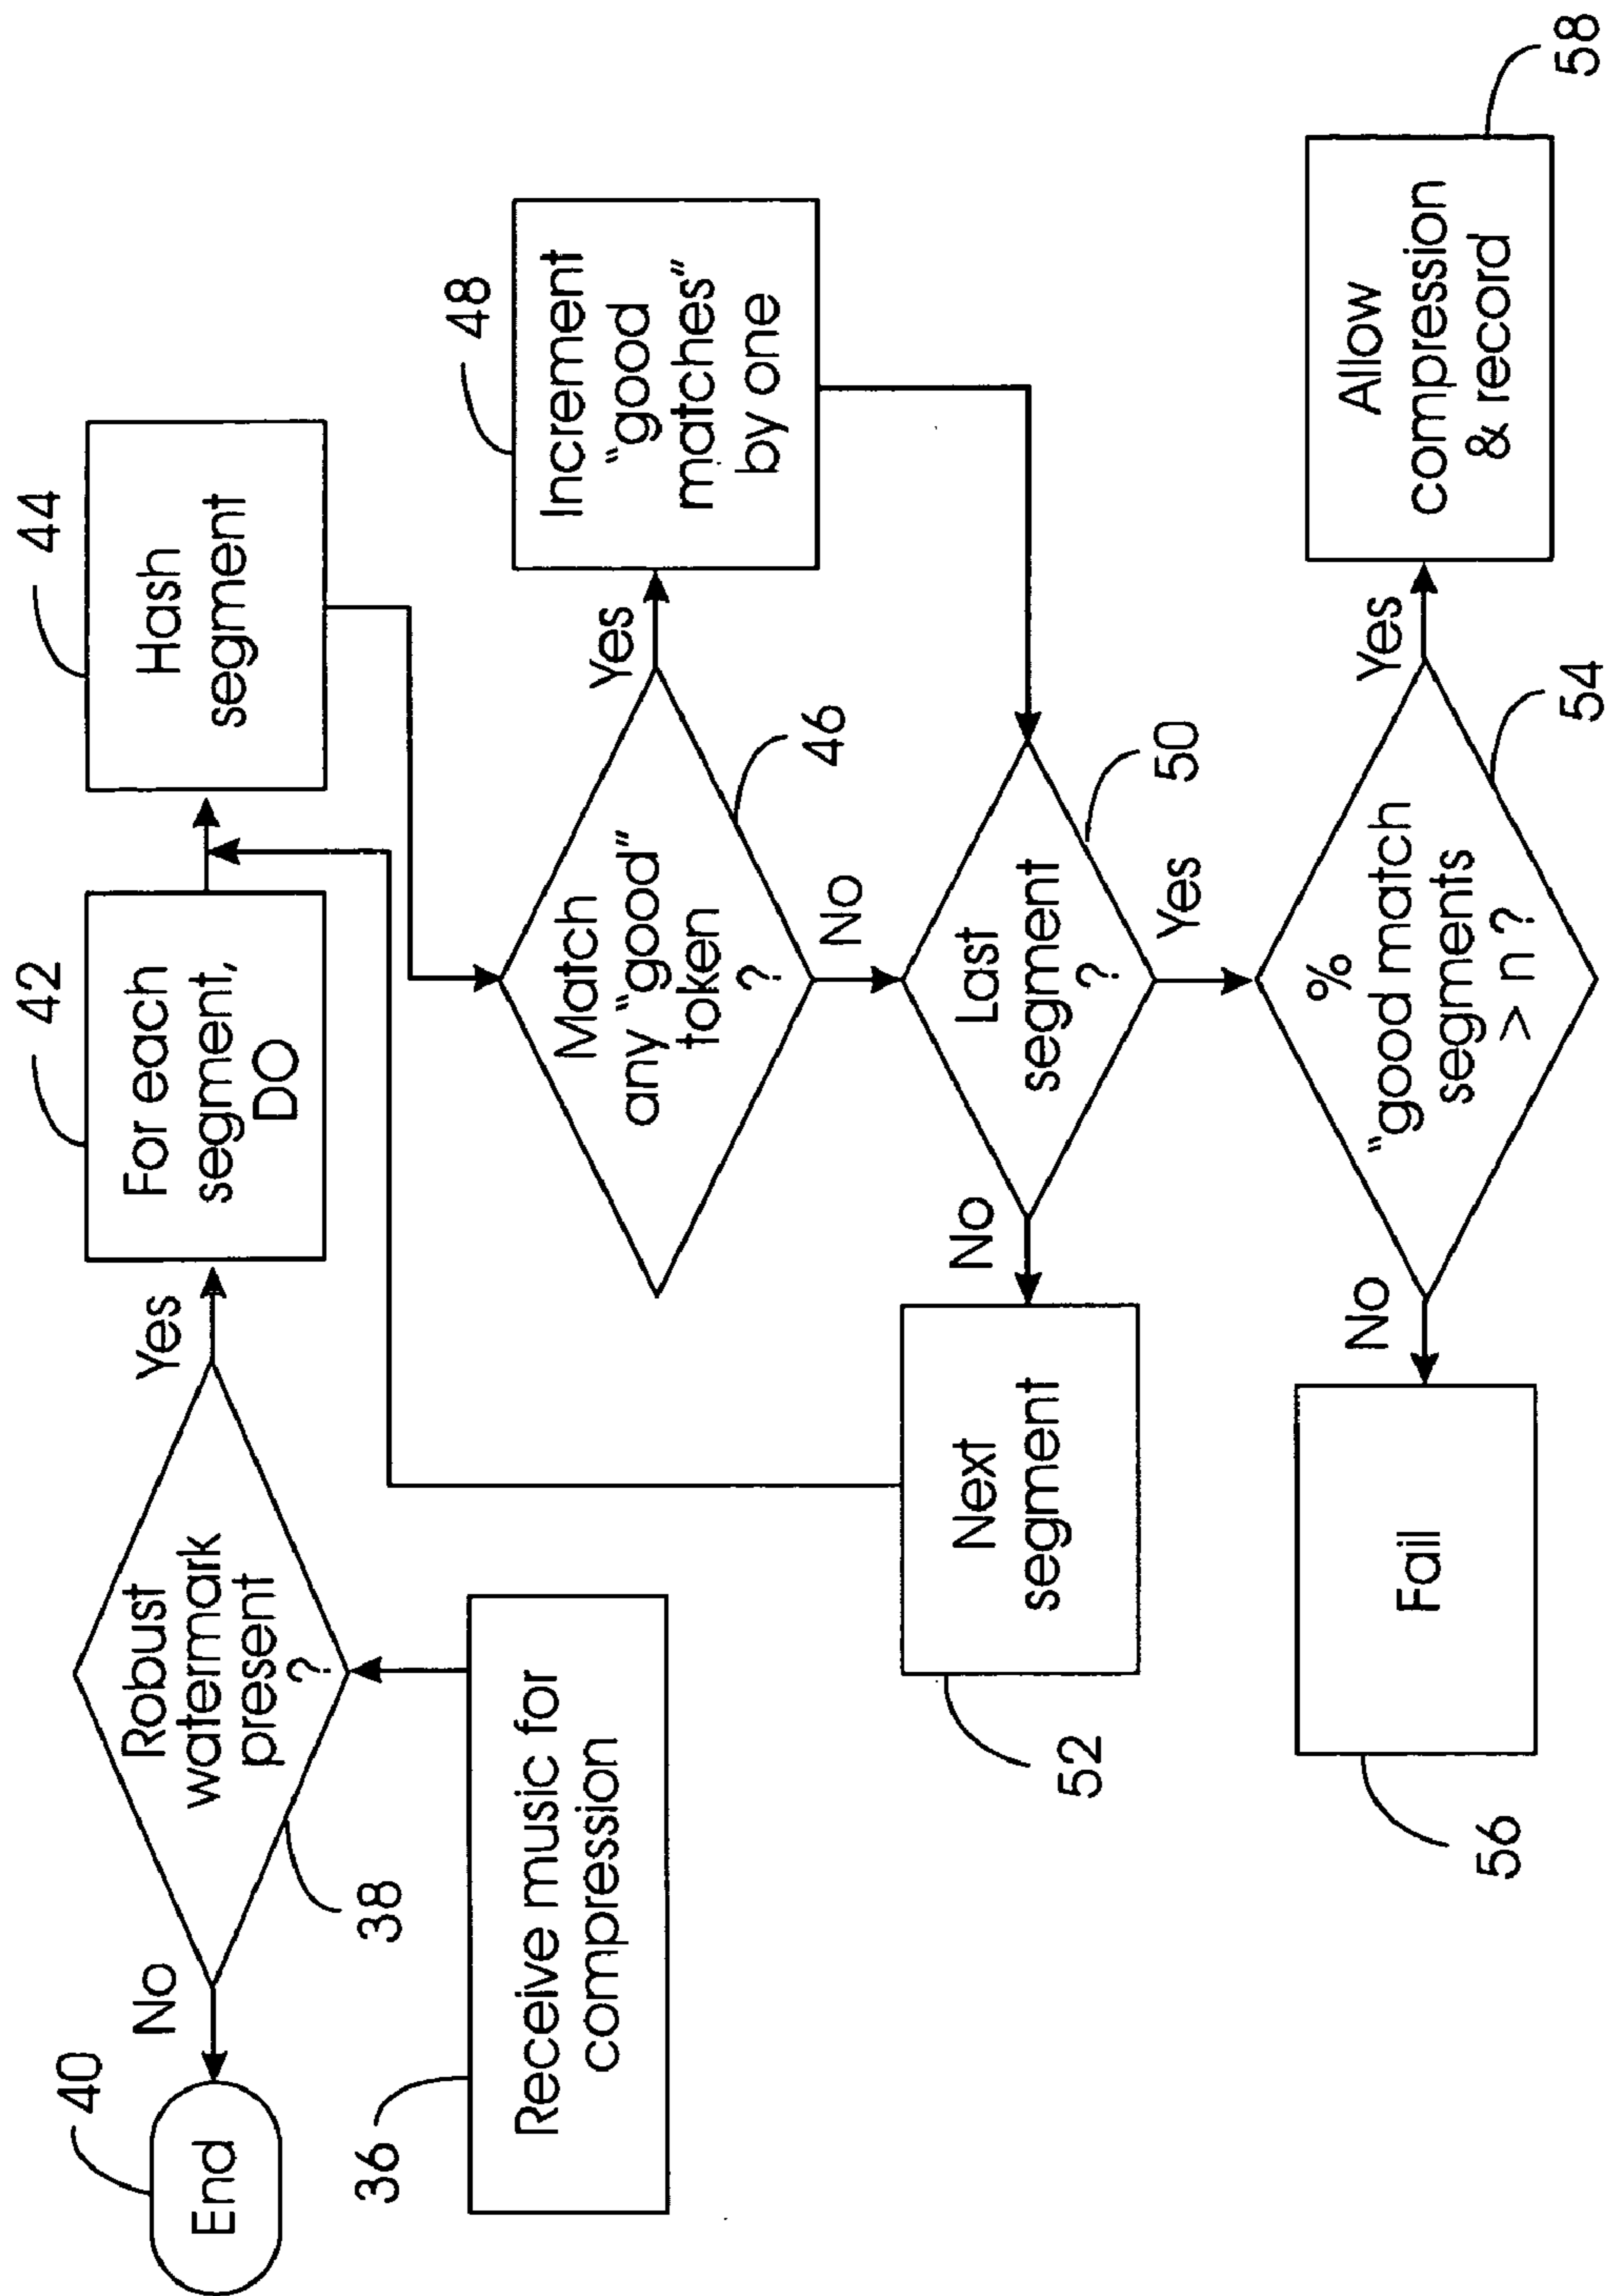 40
End
No
Robust
watermark
present
?
38
Yes
36
Receive music for
compression
42
For each
segment,
DO
44
Hash
segment
Match
any "good"
token
?
46
Yes
48
Increment
"good
matches"
by one
No
Last
segment
?
50
No
52
Next
segment
Yes
%
"good match
segments
> n ?
54
No
56
Fail
Yes
Allow
compression
& record
58